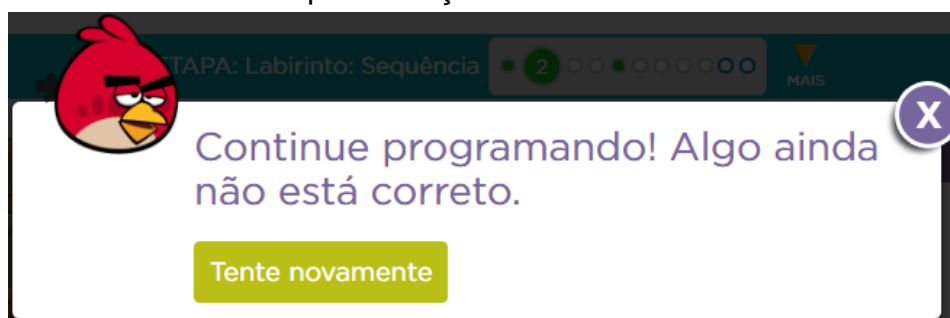 TAPA: Labirinto: Sequência 2
MAIS
X
Continue programando! Algo ainda
não está correto.
Tente novamente